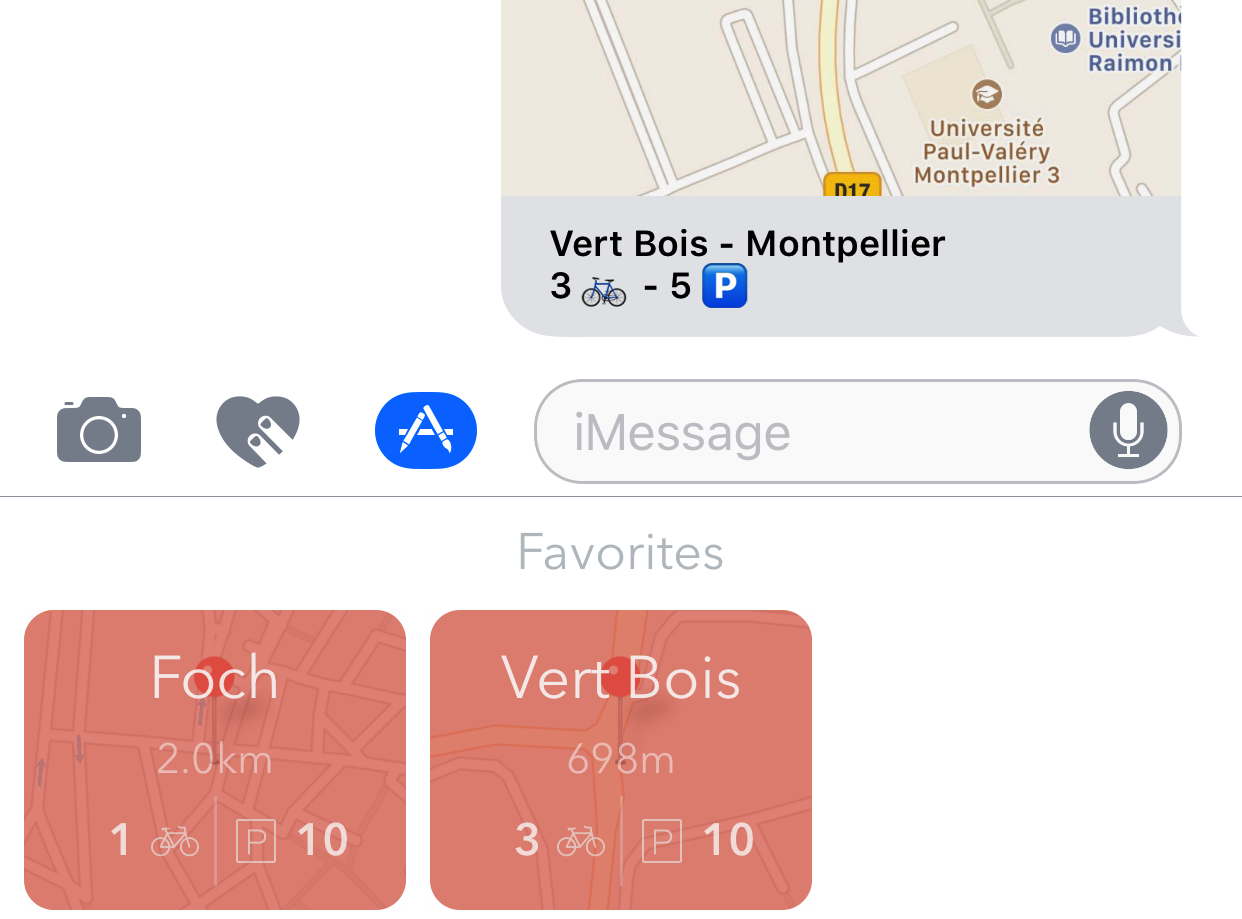 Biblioth
Universi
Raimon
Université
Paul-Valéry
Montpellier 3
D17
Vert Bois - Montpellier
3 🚲 - 5 🅿️
iMessage
Favorites
Foch
2.0km
1 P 10
Vert Bois
698m
3 P 10